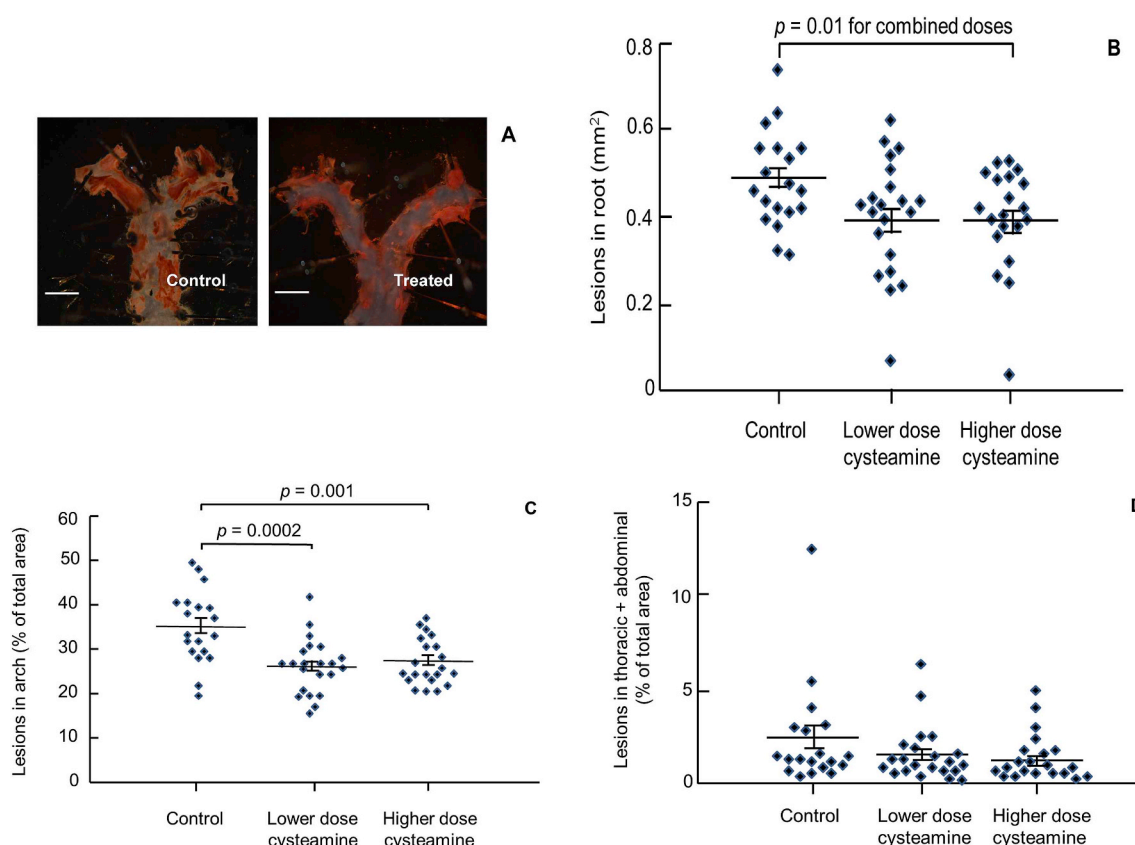 A
Control
Treated
p = 0.01 for combined doses
B
Lesions in root (mm²)
0.8
0.6
0.4
0.2
0
Control
Lower dose
cysteamine
Higher dose
cysteamine
p = 0.001
C
p = 0.0002
Lesions in arch (% of total area)
60
50
40
30
20
10
0
Control
Lower dose
cysteamine
Higher dose
cysteamine
D
Lesions in thoracic + abdominal
(% of total area)
15
10
5
0
Control
Lower dose
cysteamine
Higher dose
cysteamine